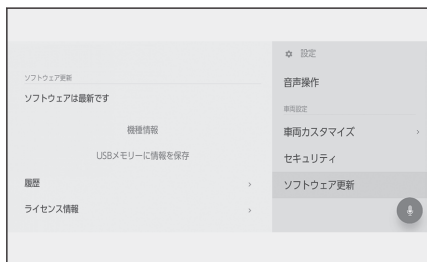 ソフトウェア更新
ソフトウェアは最新です
機種情報
USBメモリーに情報を保存
履歴
ライセンス情報
設定
音声操作
車両設定
車両カスタマイズ
セキュリティ
ソフトウェア更新